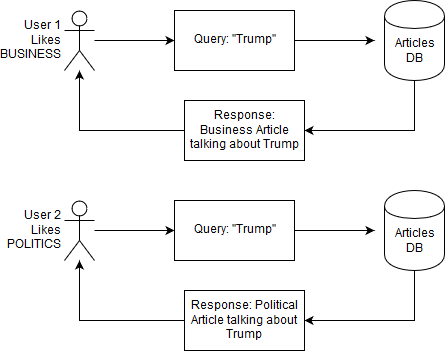 User 1
Likes
BUSINESS
Query: "Trump"
Articles
DB
Response:
Business Article
talking about Trump
User 2
Likes
POLITICS
Query: "Trump"
Articles
DB
Response: Political
Article talking about
Trump